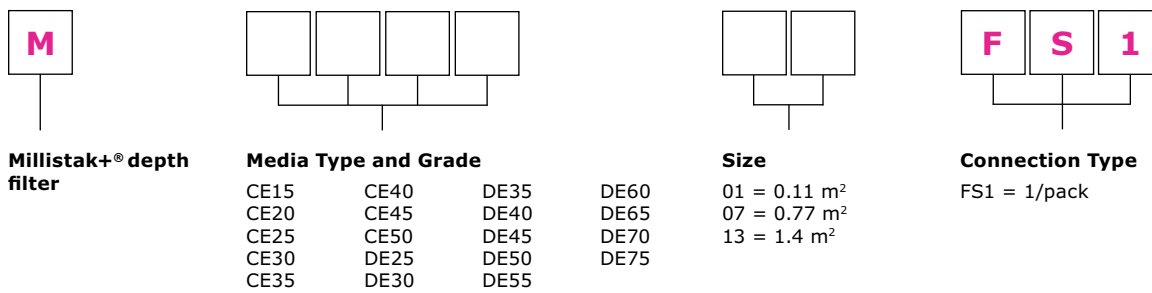 M
F S 1
Millistak+® depth
filter
Media Type and Grade
CE15 CE40 DE35 DE60
CE20 CE45 DE40 DE65
CE25 CE50 DE45 DE70
CE30 DE25 DE50 DE75
CE35 DE30 DE55
Size
01 = 0.11 m²
07 = 0.77 m²
13 = 1.4 m²
Connection Type
FS1 = 1/pack